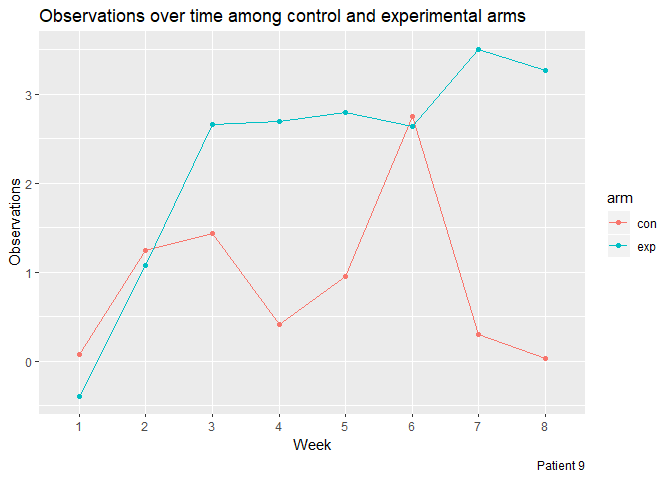 Observations over time among control and experimental arms
Observations
3
2
1
0
1 2 3 4 5 6 7 8
Week
arm
con
exp
Patient 9